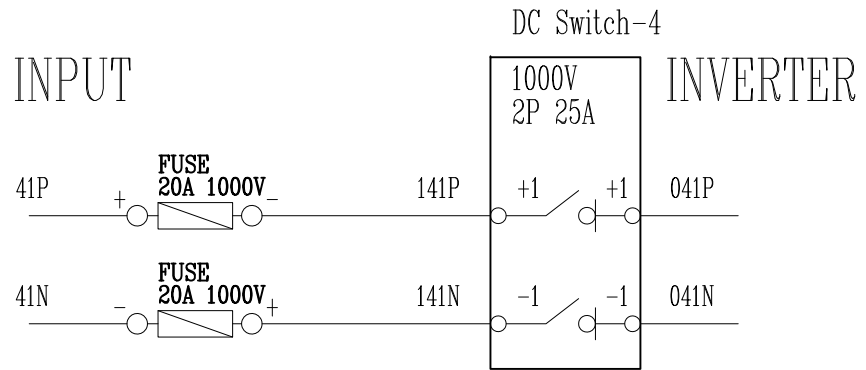 DC Switch-4
INPUT
1000V
2P 25A
INVERTER
FUSE
20A 1000V
41P + - 141P +1 +1 041P
FUSE
20A 1000V
41N - + 141N -1 -1 041N